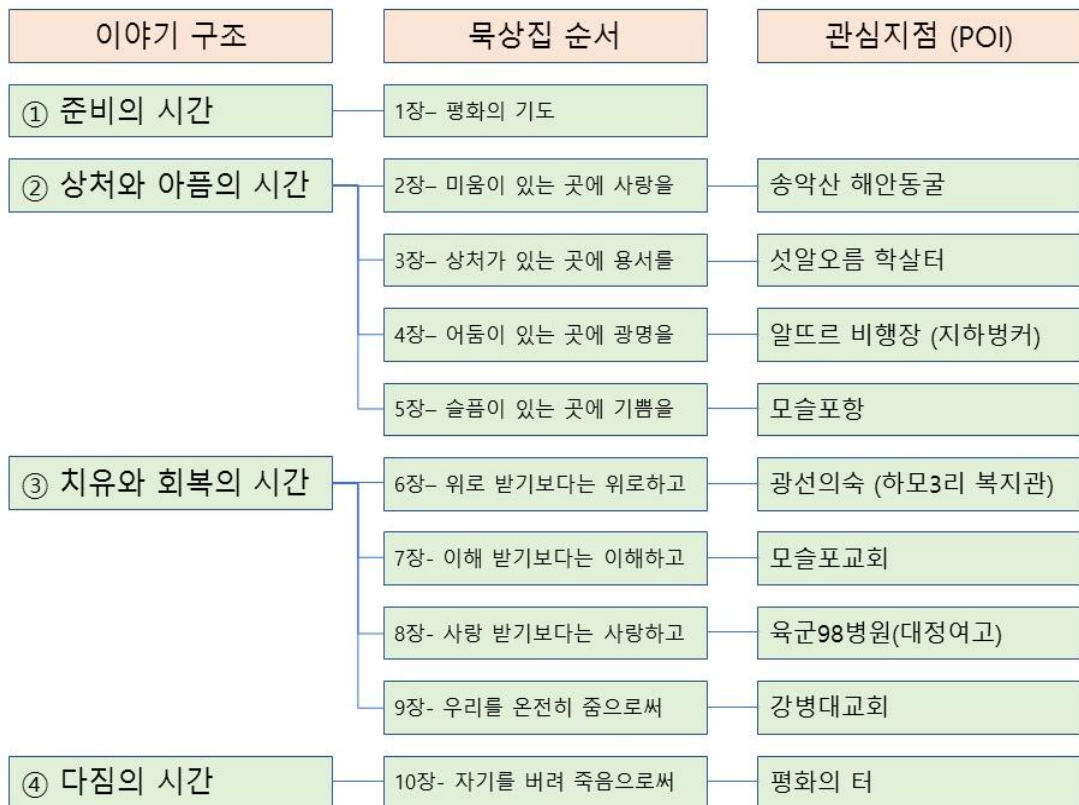 이야기 구조
묵상집 순서
관심지점 (POI)
① 준비의 시간
1장– 평화의 기도
② 상처와 아픔의 시간
2장– 미움이 있는 곳에 사랑을
송악산 해안동굴
3장– 상처가 있는 곳에 용서를
섯알오름 학살터
4장– 어둠이 있는 곳에 광명을
알뜨르 비행장 (지하벙커)
5장– 슬픔이 있는 곳에 기쁨을
모슬포항
③ 치유와 회복의 시간
6장– 위로 받기보다는 위로하고
광선의숙 (하모3리 복지관)
7장- 이해 받기보다는 이해하고
모슬포교회
8장- 사랑 받기보다는 사랑하고
육군98병원(대정여고)
9장- 우리를 온전히 줌으로써
강병대교회
④ 다짐의 시간
10장- 자기를 버려 죽음으로써
평화의 터